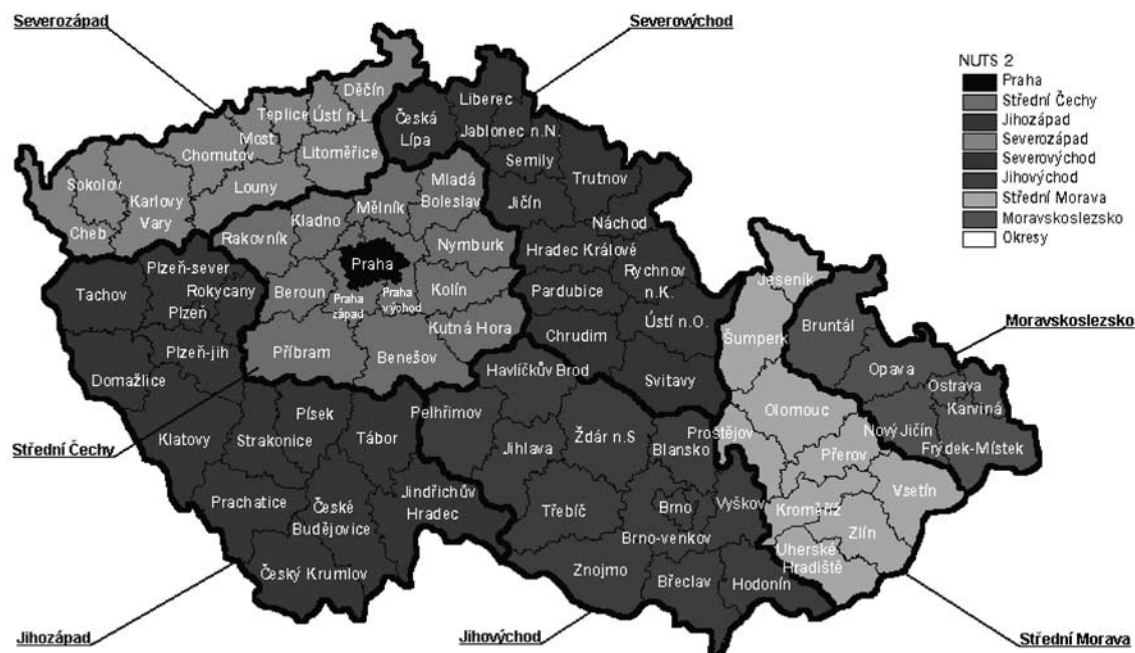 Severozápad
Severovýchod
NUTS 2
Praha
Střední Čechy
Jihozápad
Severozápad
Severovýchod
Jihovýchod
Střední Morava
Moravskoslezsko
Okresy
Děčín
Teplice
Ústí n.L.
Most
Chomutov
Litoměřice
Louny
Sokolov
Karlovy
Vary
Cheb
Liberec
Česká
Lípa
Jablonec n.N.
Semily
Trutnov
Jičín
Náchod
Hradec Králové
Rychnov
n.K.
Pardubice
Ústí n.O.
Chrudim
Svitavy
Mladá
Boleslav
Mělník
Kladno
Rakovník
Nymburk
Praha
Beroun
Praha
západ
Praha
východ
Kolín
Kutná Hora
Příbram
Benešov
Plzeň-sever
Rokycany
Tachov
Plzeň
Plzeň-jih
Domažlice
Klatovy
Písek
Strakonice
Tábor
Prachatice
České
Budějovice
Jindřichův
Hradec
Český Krumlov
Havlíčkův Brod
Pelhřimov
Jihlava
Ždár n.S
Blansko
Třebíč
Brno
Vyškov
Brno-venkov
Znojmo
Břeclav
Hodonín
Jeseník
Šumperk
Olomouc
Prostějov
Přerov
Kroměříž
Vsetín
Zlín
Uherské
Hradiště
Bruntál
Opava
Ostrava
Karviná
Nový Jičín
Frýdek-Místek
Moravskoslezsko
Střední Čechy
Jihozápad
Jihovýchod
Střední Morava